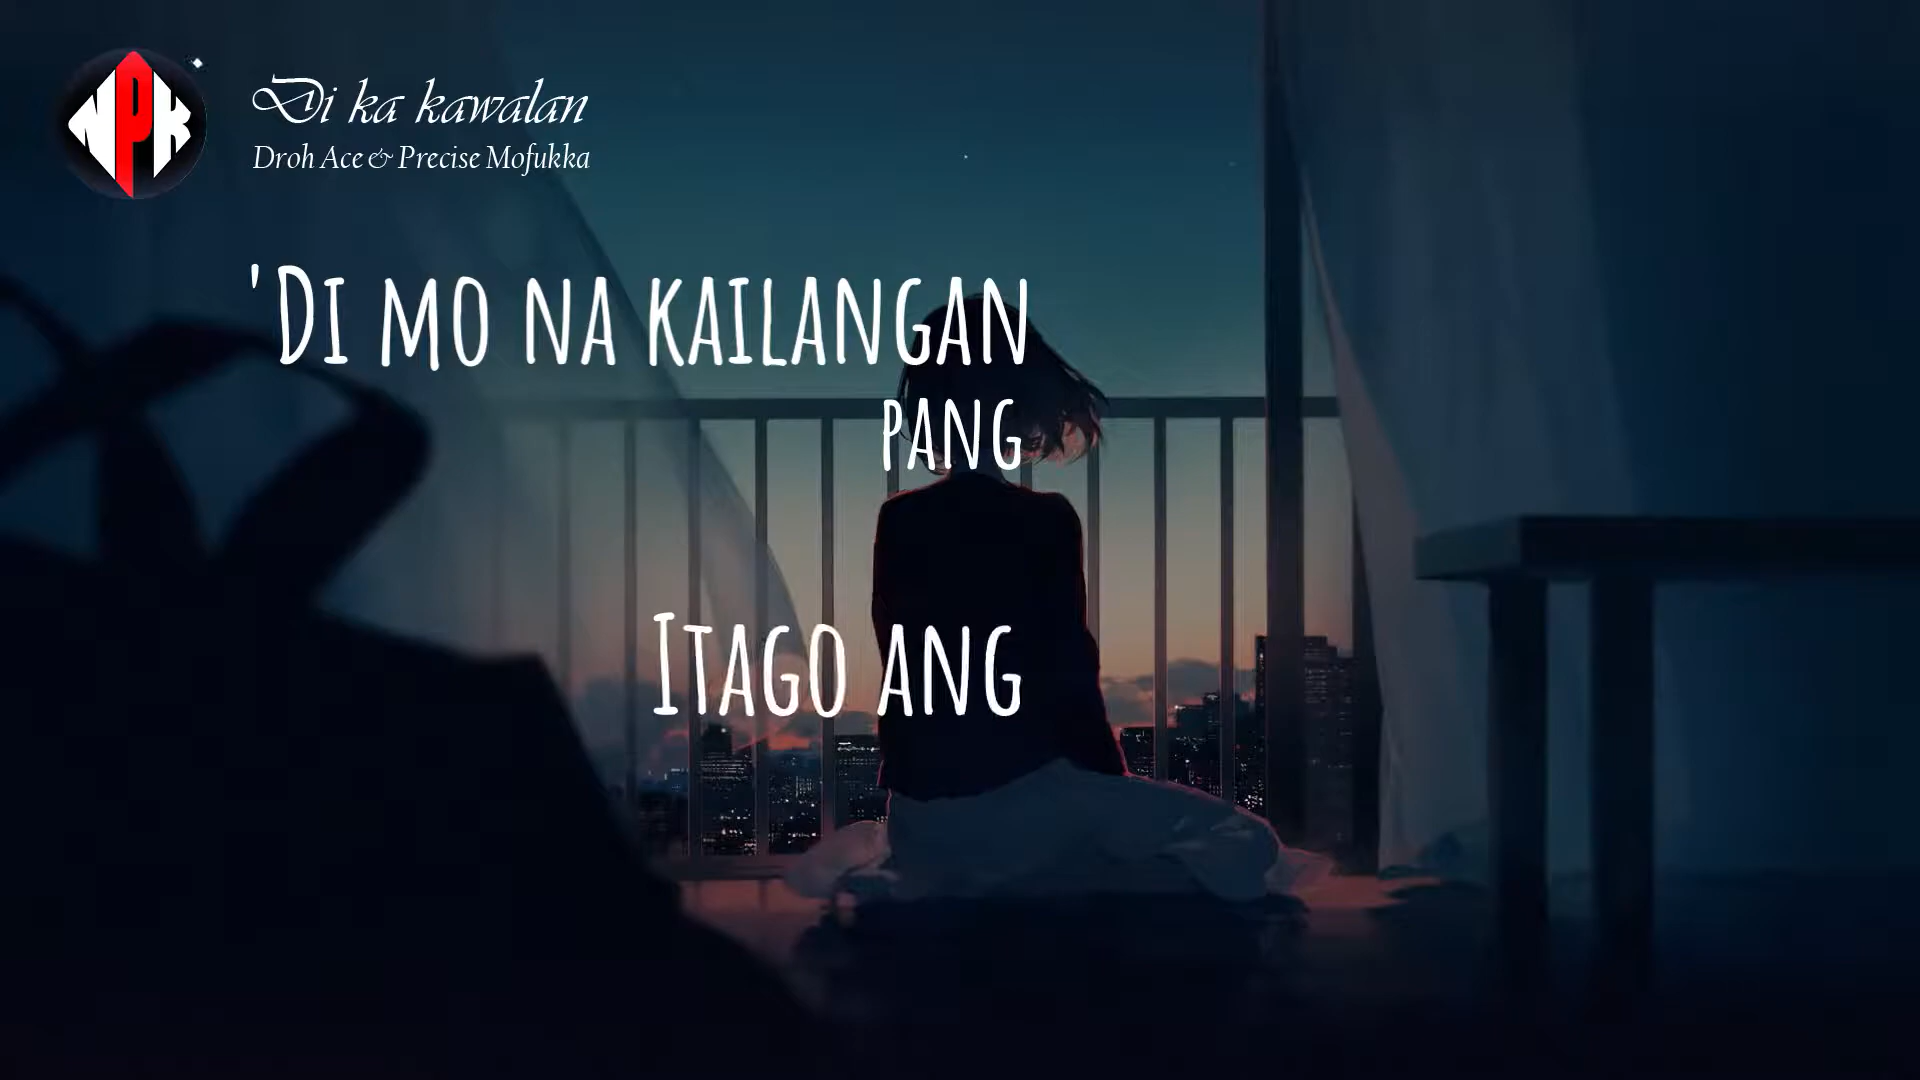 NPK
Di ka kawalan
Droh Ace & Precise Mofukka
'Di mo na kailangan
pang
Itago ang